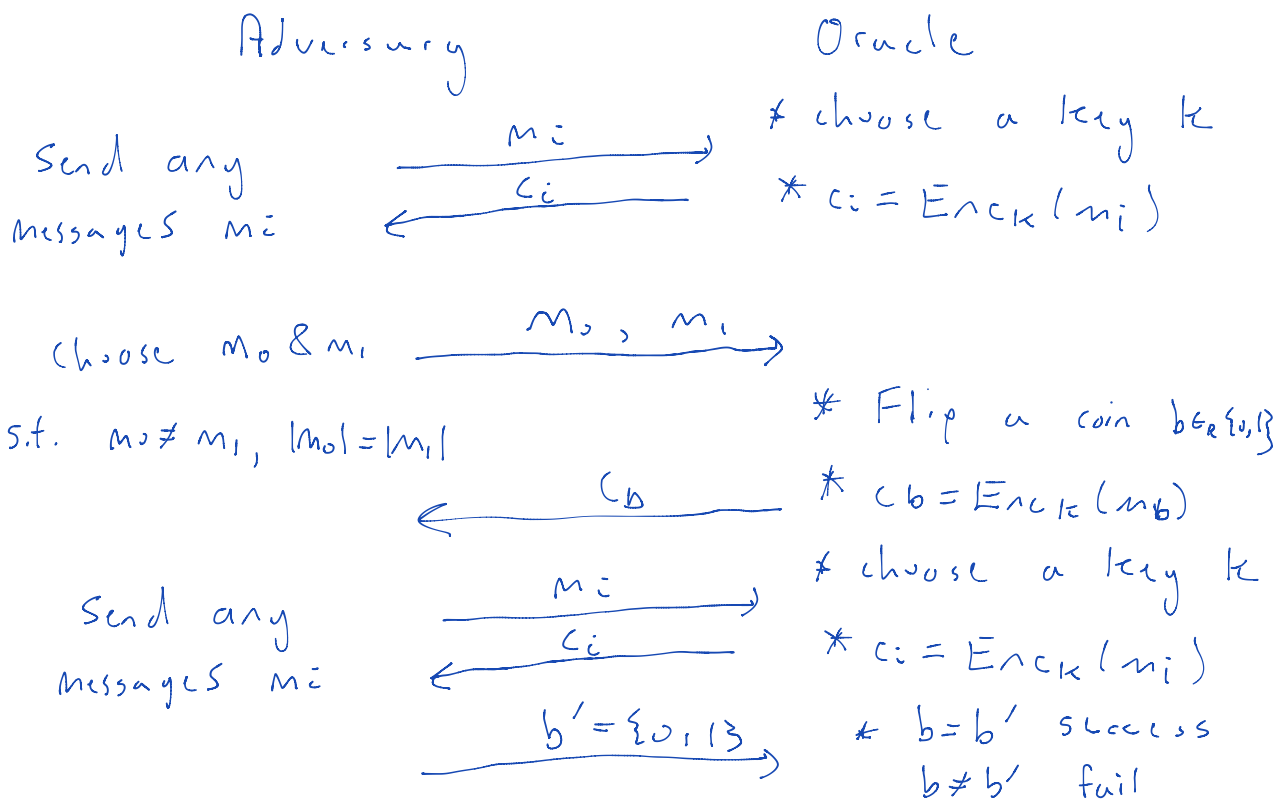 Adversary Oracle
* choose a key k
Send any messages mi
mi
ci
* ci = Enck(mi)
choose m0 & m1
s.t. m0 ≠ m1, |m0| = |m1|
m0, m1
* Flip a coin b∈R{0,1}
* cb = Enck(mb)
cb
* choose a key k
Send any messages mi
mi
ci
* ci = Enck(mi)
b' = {0,1}
* b = b' success
b ≠ b' fail